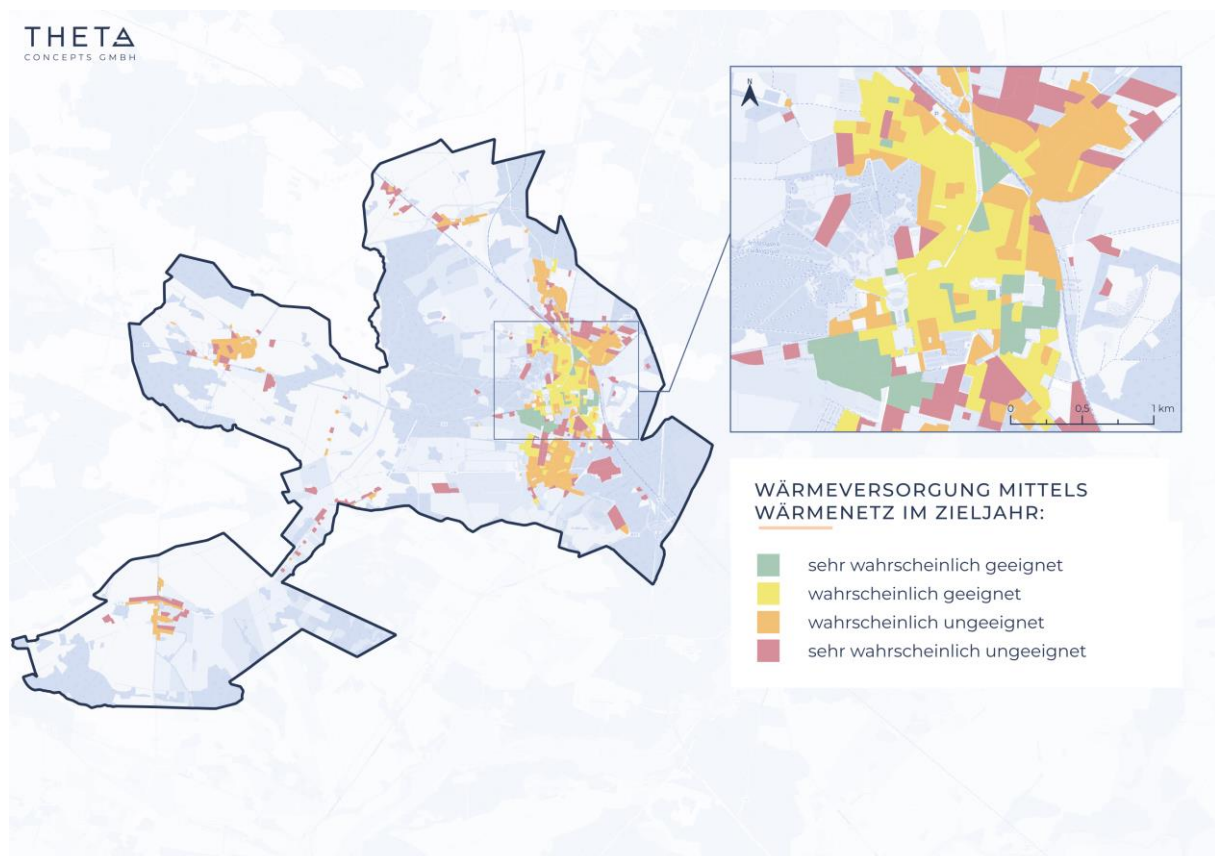 THETA
CONCEPTS GMBH
N
0 0,5 1 km
WÄRMEVERSORGUNG MITTELS
WÄRMENETZ IM ZIELJAHR:
sehr wahrscheinlich geeignet
wahrscheinlich geeignet
wahrscheinlich ungeeignet
sehr wahrscheinlich ungeeignet